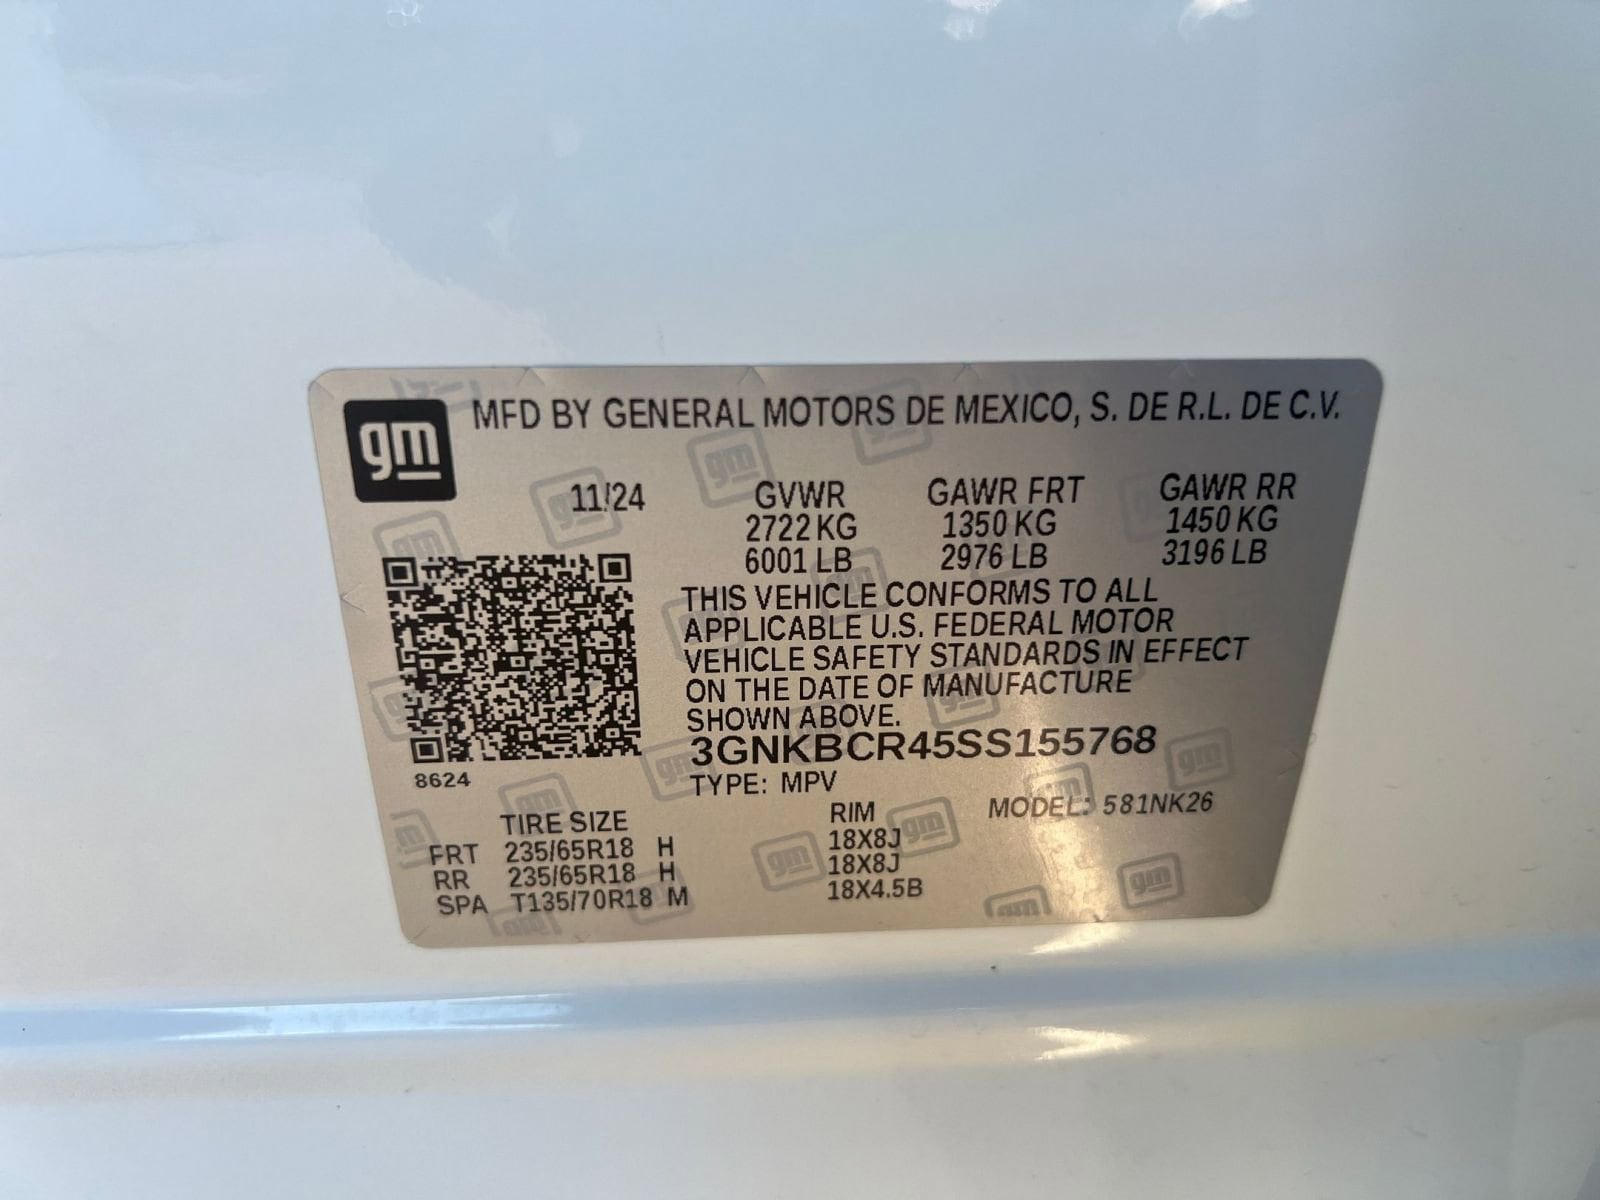 gm MFD BY GENERAL MOTORS DE MEXICO, S. DE R.L. DE C.V.
11/24 GVWR GAWR FRT GAWR RR
2722 KG 1350 KG 1450 KG
6001 LB 2976 LB 3196 LB
THIS VEHICLE CONFORMS TO ALL
APPLICABLE U.S. FEDERAL MOTOR
VEHICLE SAFETY STANDARDS IN EFFECT
ON THE DATE OF MANUFACTURE
SHOWN ABOVE.
3GNKBCR45SS155768
8624
TYPE: MPV
MODEL: 581NK26
TIRE SIZE RIM
FRT 235/65R18 H 18X8J
RR 235/65R18 H 18X8J
SPA T135/70R18 M 18X4.5B